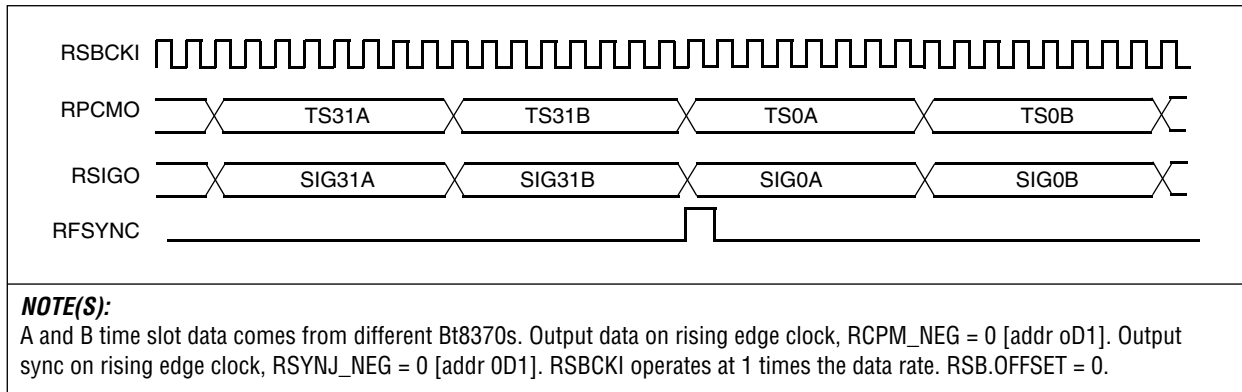 RSBCKI
RPCMO TS31A TS31B TS0A TS0B
RSIGO SIG31A SIG31B SIG0A SIG0B
RFSYNC
NOTE(S):
A and B time slot data comes from different Bt8370s. Output data on rising edge clock, RCPM_NEG = 0 [addr oD1]. Output
sync on rising edge clock, RSYNJ_NEG = 0 [addr 0D1]. RSBCKI operates at 1 times the data rate. RSB.OFFSET = 0.